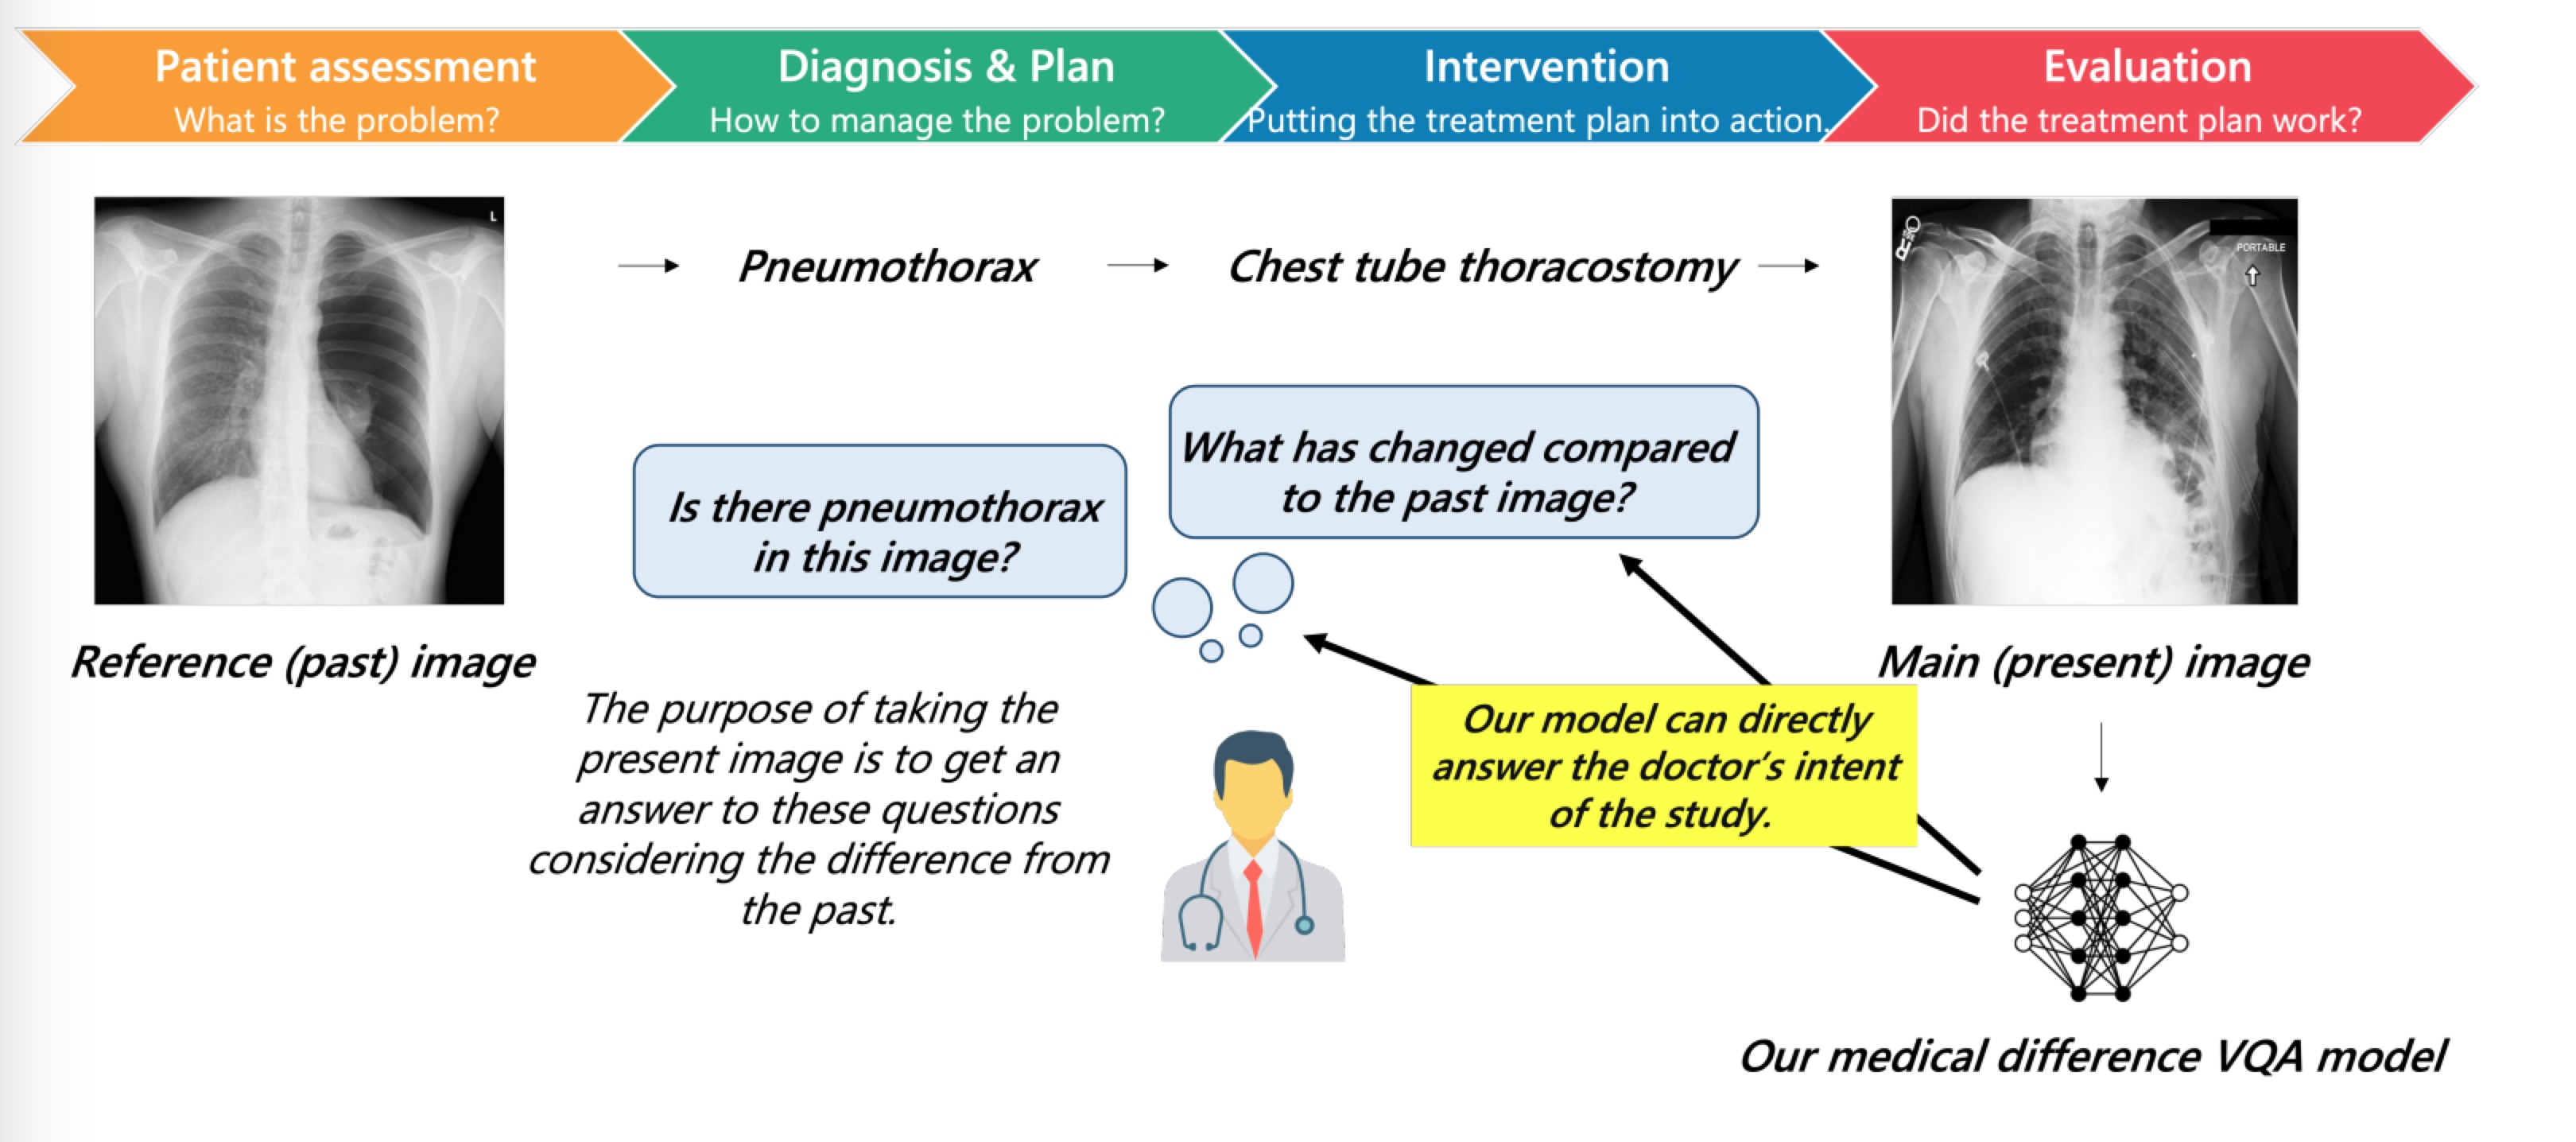 Patient assessment
What is the problem?
Diagnosis & Plan
How to manage the problem?
Intervention
Putting the treatment plan into action.
Evaluation
Did the treatment plan work?
L
Pneumothorax
Chest tube thoracostomy
PORTABLE
Is there pneumothorax
in this image?
What has changed compared
to the past image?
Reference (past) image
Main (present) image
The purpose of taking the
present image is to get an
answer to these questions
considering the difference from
the past.
Our model can directly
answer the doctor's intent
of the study.
Our medical difference VQA model